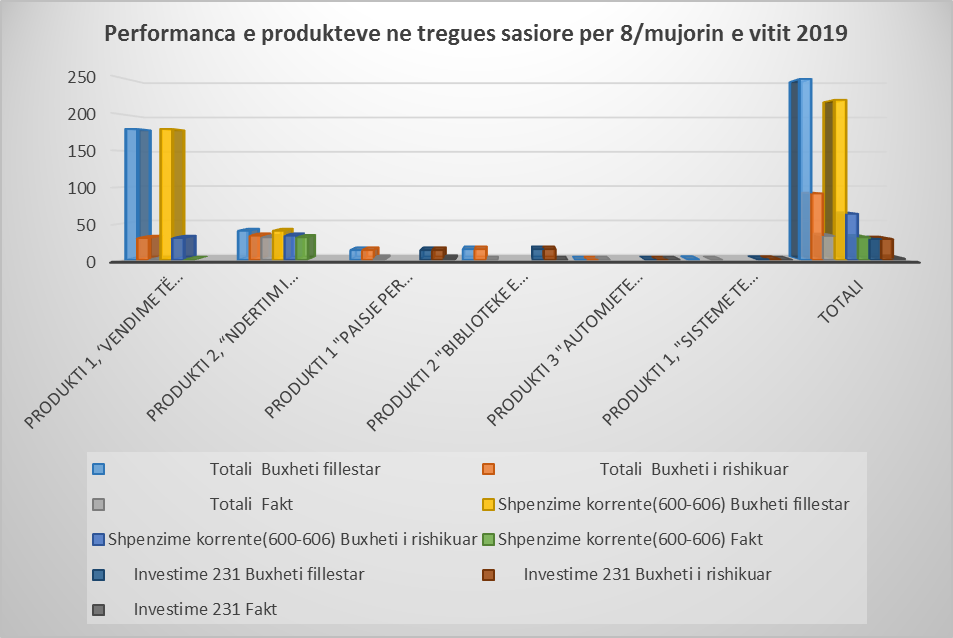 Performanca e produkteve ne tregues sasiore per 8/mujorin e vitit 2019
250
200
150
100
50
0
PRODUKTI 1, ‘VENDIME TË…
PRODUKTI 2, “NDERTIM I…
PRODUKTI 1 "PAISJE PER…
PRODUKTI 2 "BIBLIOTEKE E…
PRODUKTI 3 "AUTOMJETE…
PRODUKTI 1, "SISTEME TE…
TOTALI
Totali Buxheti fillestar
Totali Buxheti i rishikuar
Totali Fakt
Shpenzime korrente(600-606) Buxheti fillestar
Shpenzime korrente(600-606) Buxheti i rishikuar
Shpenzime korrente(600-606) Fakt
Investime 231 Buxheti fillestar
Investime 231 Buxheti i rishikuar
Investime 231 Fakt